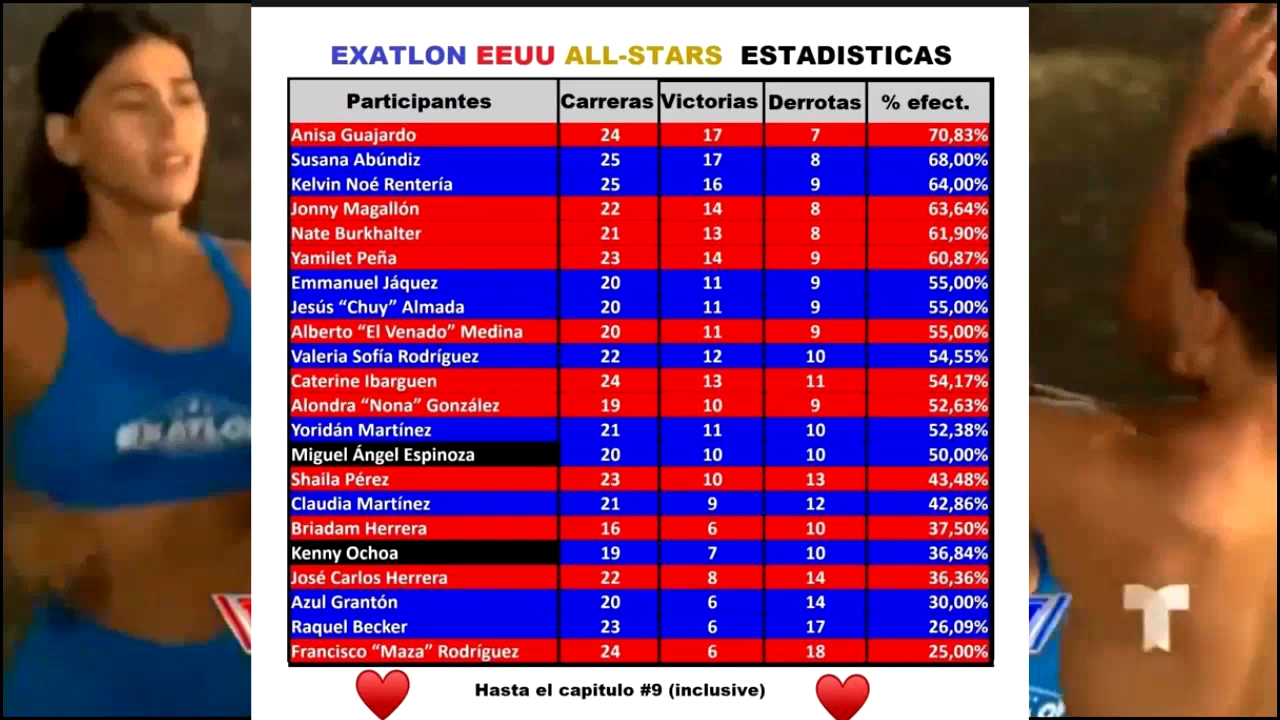 EXATLON EEUU ALL-STARS ESTADISTICAS
Participantes Carreras Victorias Derrotas % efect.
Anisa Guajardo 24 17 7 70,83%
Susana Abúndiz 25 17 8 68,00%
Kelvin Noé Rentería 25 16 9 64,00%
Jonny Magallón 22 14 8 63,64%
Nate Burkhalter 21 13 8 61,90%
Yamilet Peña 23 14 9 60,87%
Emmanuel Jáquez 20 11 9 55,00%
Jesús “Chuy” Almada 20 11 9 55,00%
Alberto “El Venado” Medina 20 11 9 55,00%
Valeria Sofía Rodríguez 22 12 10 54,55%
Caterine Ibarguen 24 13 11 54,17%
Alondra “Nona” González 19 10 9 52,63%
Yoridán Martínez 21 11 10 52,38%
Miguel Ángel Espinoza 20 10 10 50,00%
Shaila Pérez 23 10 13 43,48%
Claudia Martínez 21 9 12 42,86%
Briadam Herrera 16 6 10 37,50%
Kenny Ochoa 19 7 10 36,84%
José Carlos Herrera 22 8 14 36,36%
Azul Grantón 20 6 14 30,00%
Raquel Becker 23 6 17 26,09%
Francisco “Maza” Rodríguez 24 6 18 25,00%
Hasta el capitulo #9 (inclusive)
EXATLO